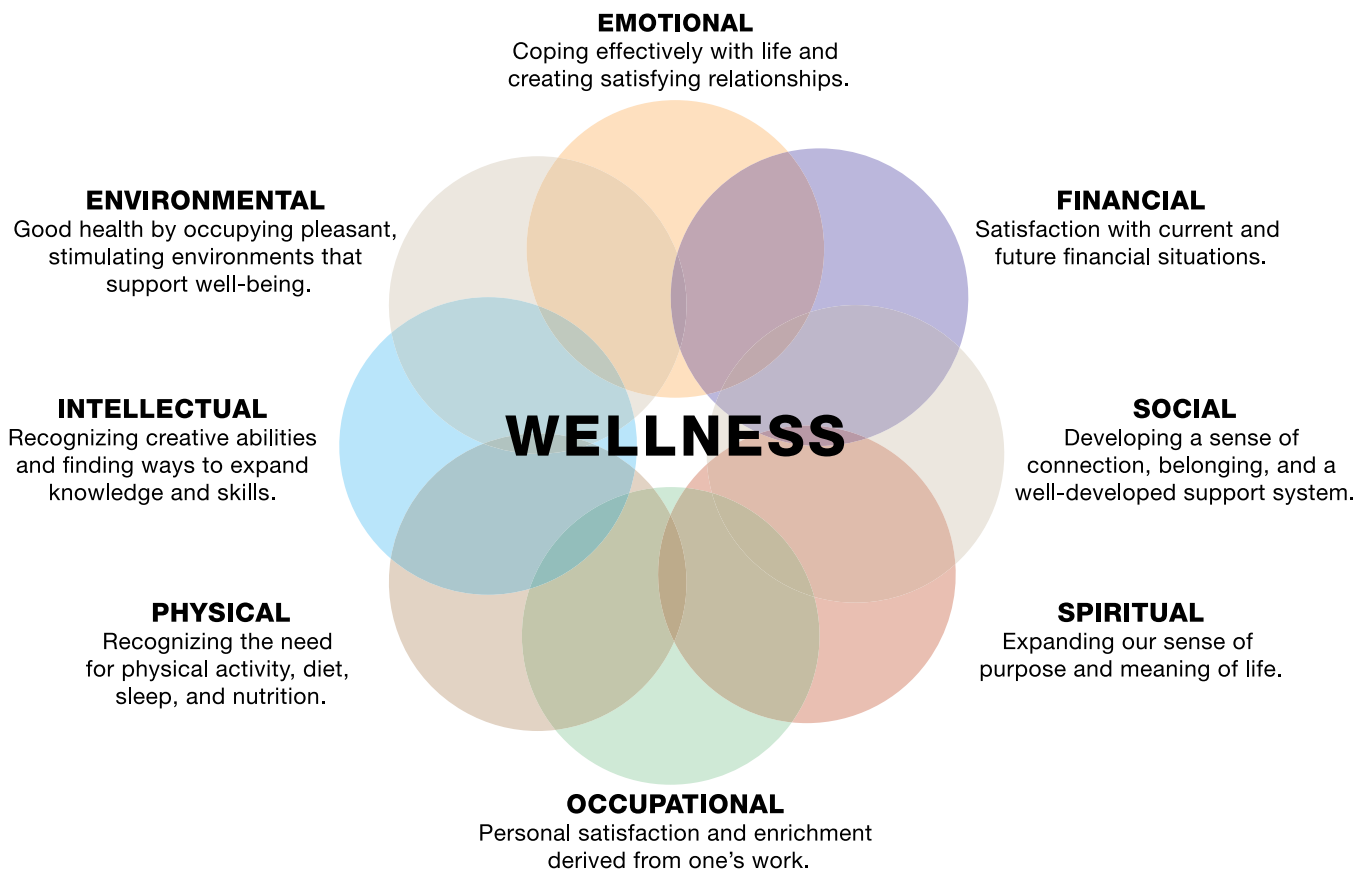 EMOTIONAL
Coping effectively with life and
creating satisfying relationships.
ENVIRONMENTAL
Good health by occupying pleasant,
stimulating environments that
support well-being.
FINANCIAL
Satisfaction with current and
future financial situations.
INTELLECTUAL
Recognizing creative abilities
and finding ways to expand
knowledge and skills.
WELLNESS
SOCIAL
Developing a sense of
connection, belonging, and a
well-developed support system.
PHYSICAL
Recognizing the need
for physical activity, diet,
sleep, and nutrition.
SPIRITUAL
Expanding our sense of
purpose and meaning of life.
OCCUPATIONAL
Personal satisfaction and enrichment
derived from one’s work.